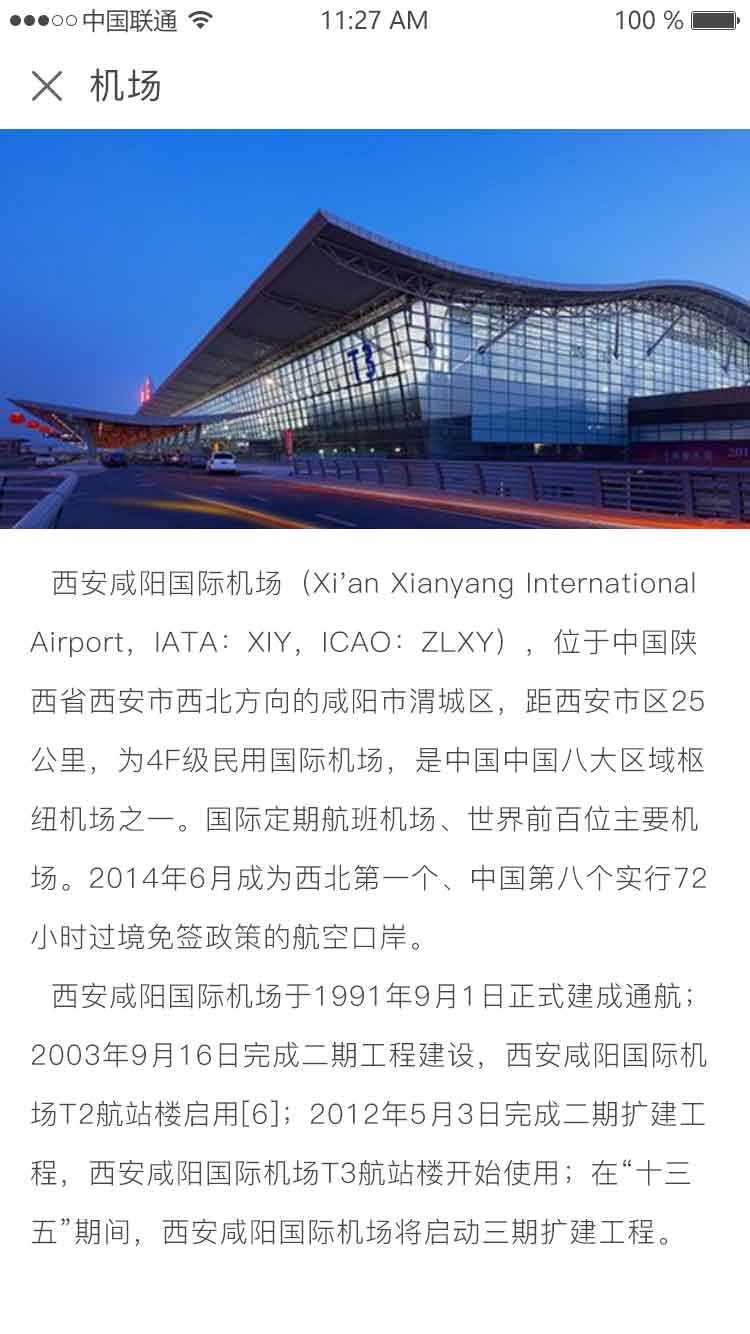 中国联通 11:27 AM 100 %
机场
T3
西安咸阳国际机场（Xi’an Xianyang International
Airport，IATA：XIY，ICAO：ZLXY），位于中国陕
西省西安市西北方向的咸阳市渭城区，距西安市区25
公里，为4F级民用国际机场，是中国中国八大区域枢
纽机场之一。国际定期航班机场、世界前百位主要机
场。2014年6月成为西北第一个、中国第八个实行72
小时过境免签政策的航空口岸。
西安咸阳国际机场于1991年9月1日正式建成通航；
2003年9月16日完成二期工程建设，西安咸阳国际机
场T2航站楼启用[6]；2012年5月3日完成二期扩建工
程，西安咸阳国际机场T3航站楼开始使用；在“十三
五”期间，西安咸阳国际机场将启动三期扩建工程。